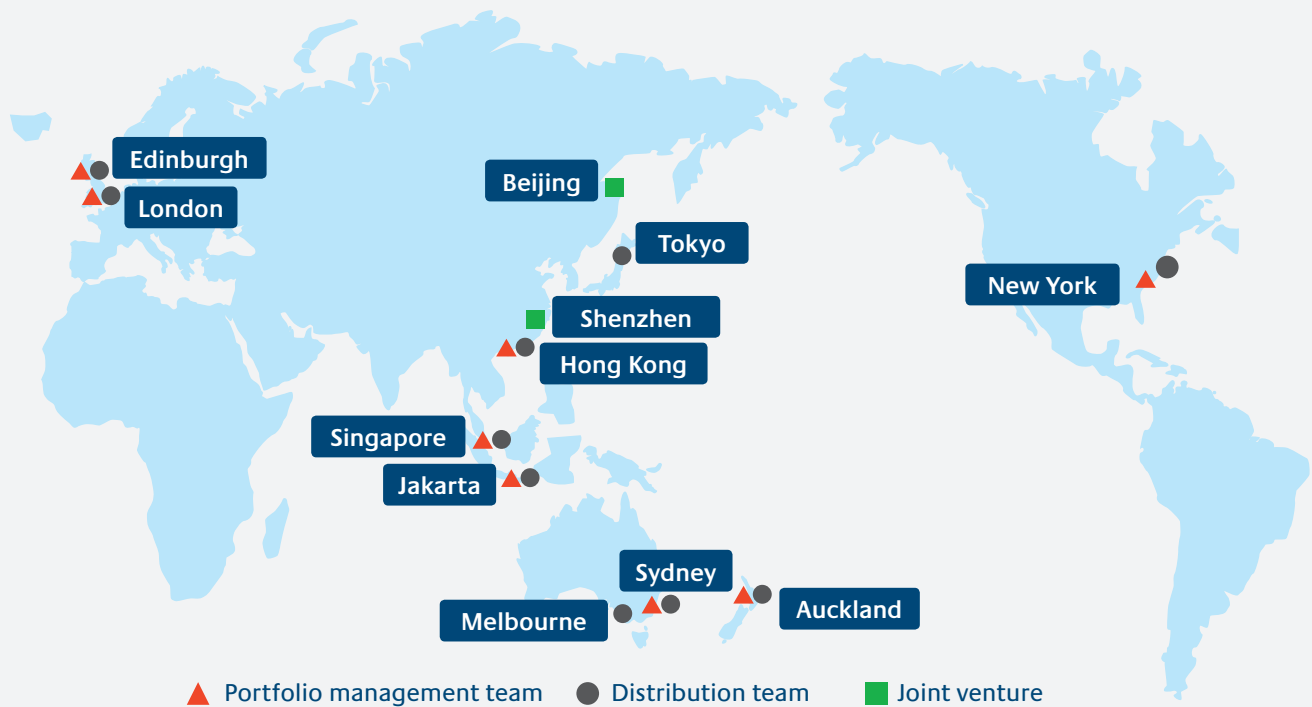 Edinburgh
London
Beijing
Tokyo
New York
Shenzhen
Hong Kong
Singapore
Jakarta
Sydney
Melbourne
Auckland
Portfolio management team
Distribution team
Joint venture